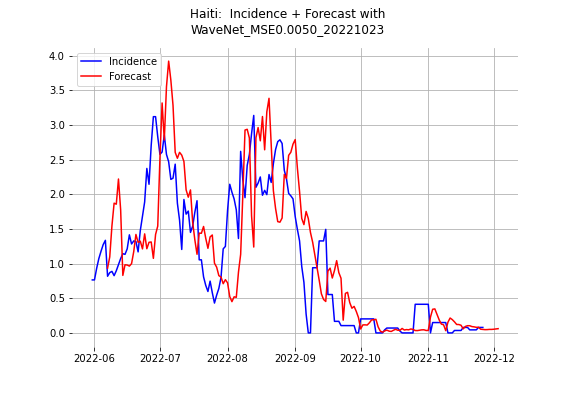 Haiti:  Incidence + Forecast with
WaveNet_MSE0.0050_20221023
Incidence
Forecast
4.0
3.5
3.0
2.5
2.0
1.5
1.0
0.5
0.0
2022-06 2022-07 2022-08 2022-09 2022-10 2022-11 2022-12